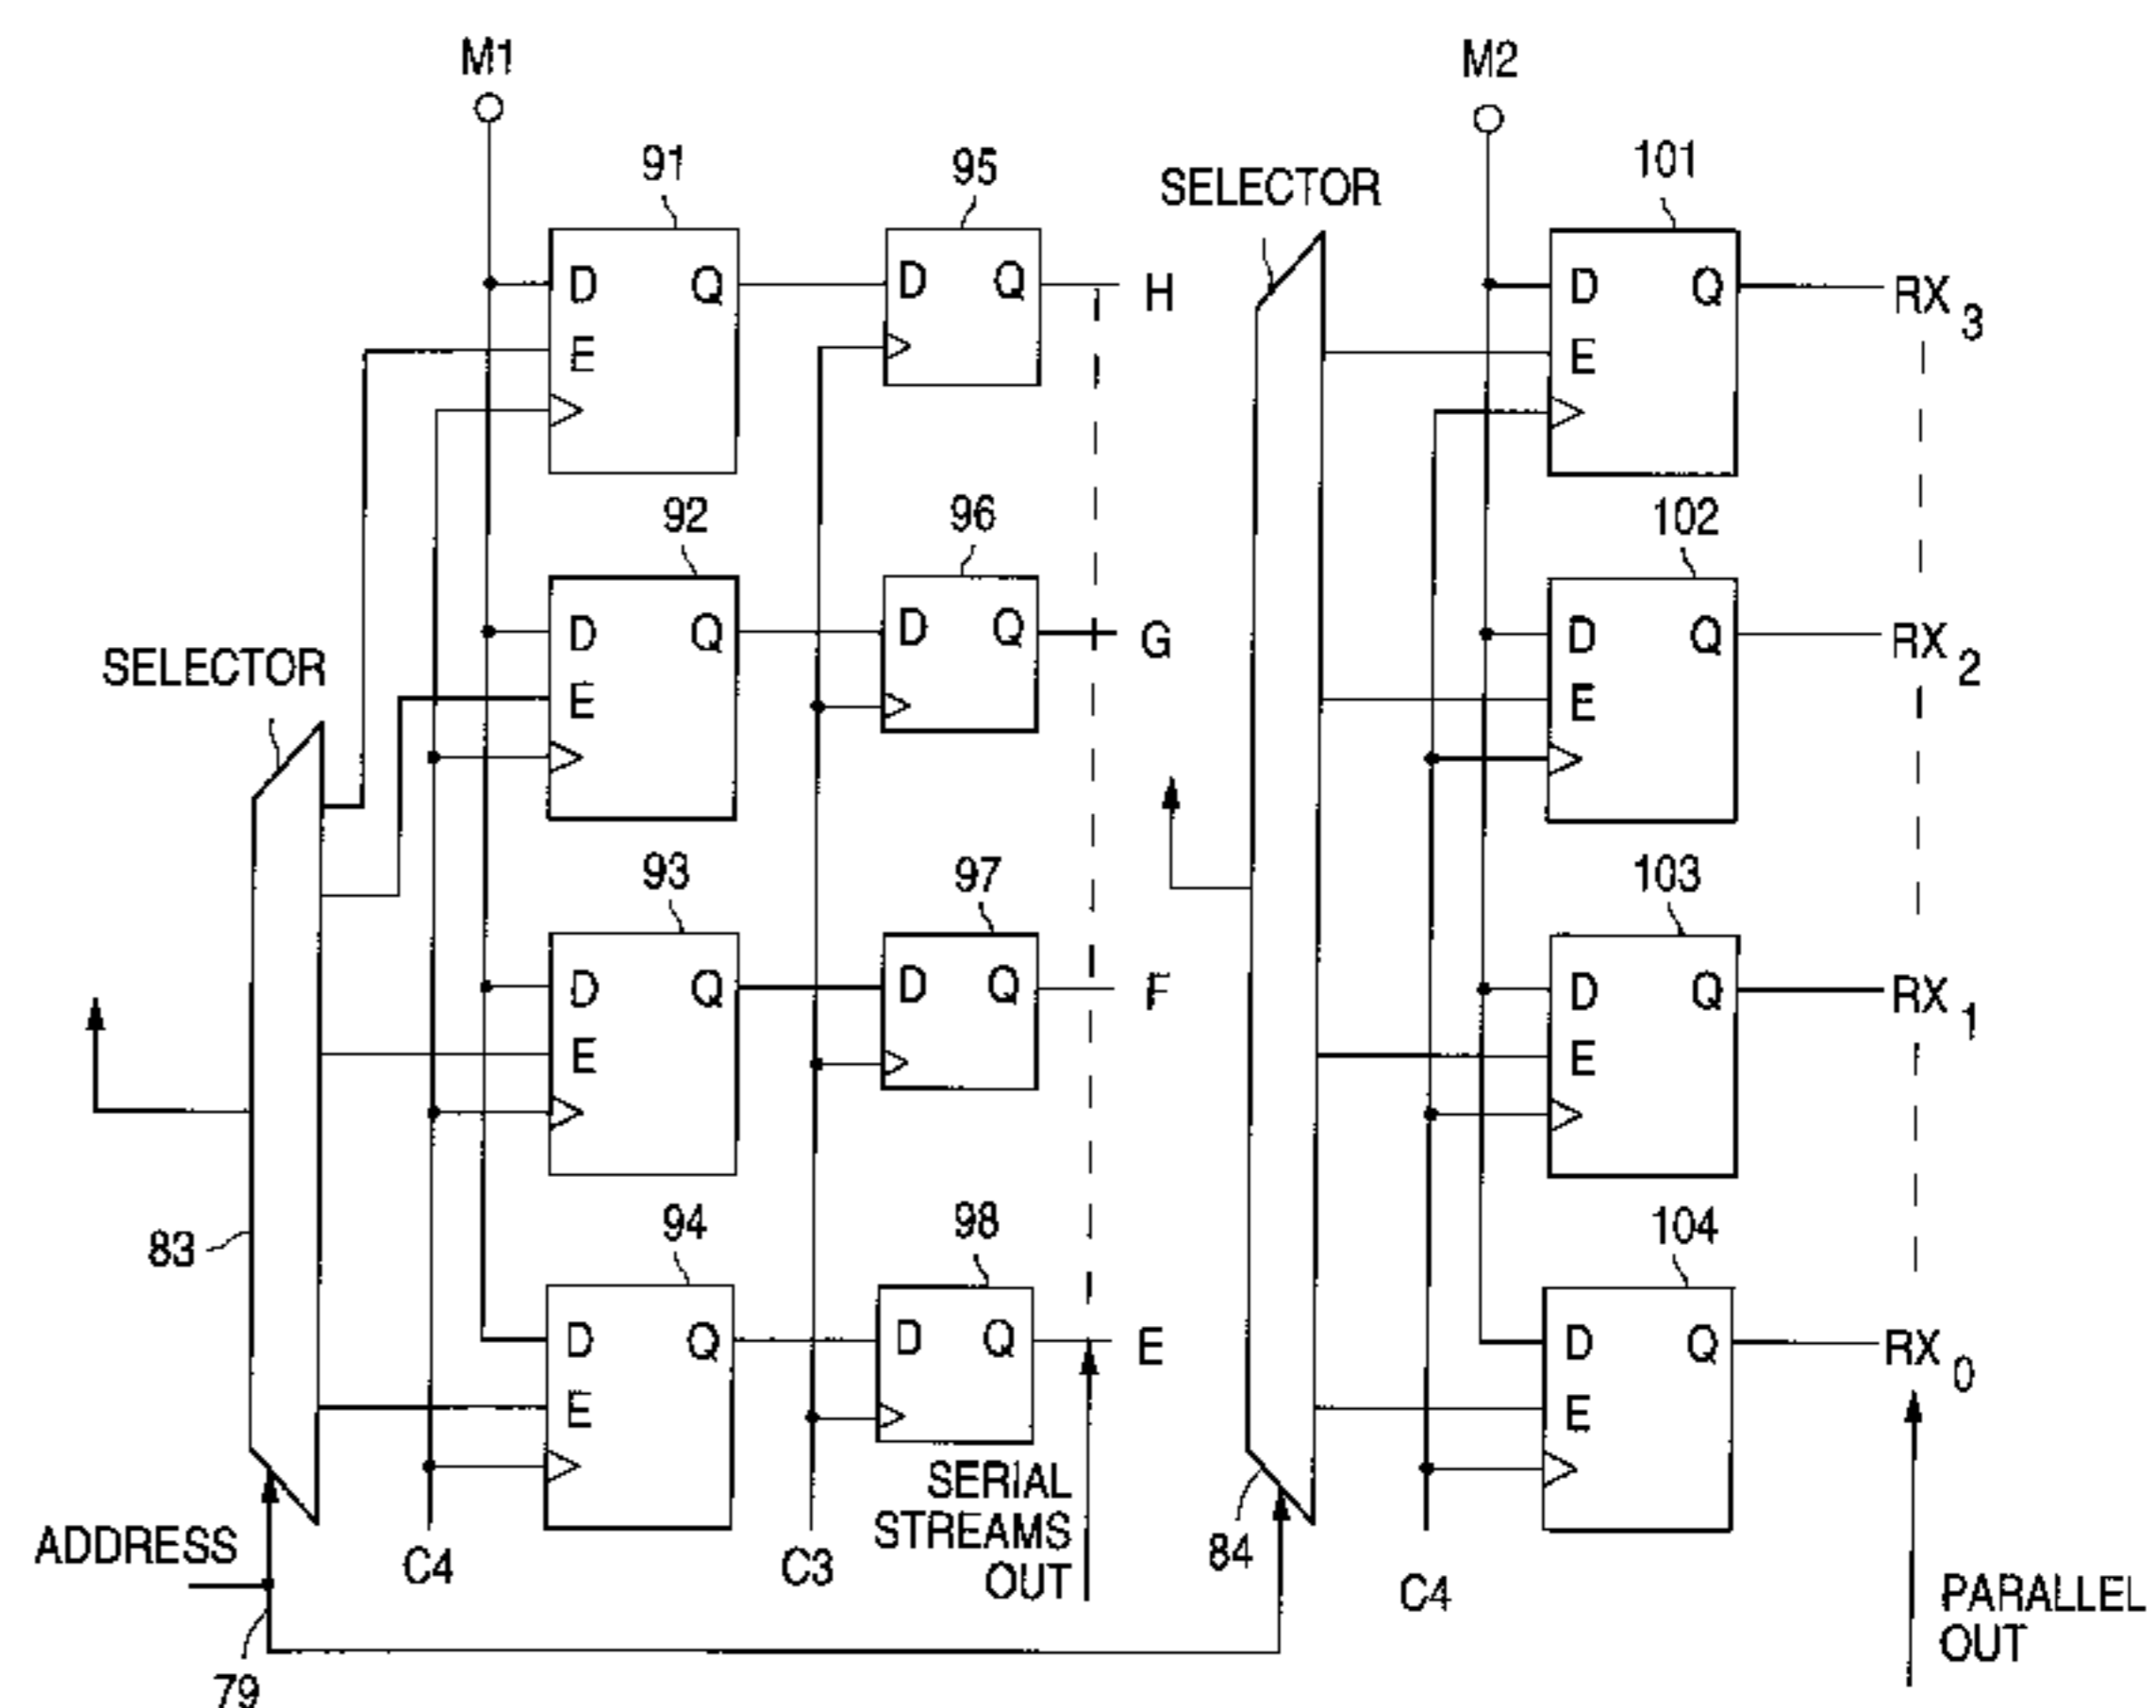 M1
M2
91
95
SELECTOR
101
D Q
D Q
H
D Q
RX 3
E
E
92
96
102
D Q
D Q
G
D Q
RX 2
SELECTOR
E
E
93
97
103
D Q
D Q
F
D Q
RX 1
E
E
83
94
98
104
D Q
D Q
E
D Q
RX 0
E
E
SERIAL
STREAMS
OUT
ADDRESS
C4
C3
84
C4
PARALLEL
OUT
79